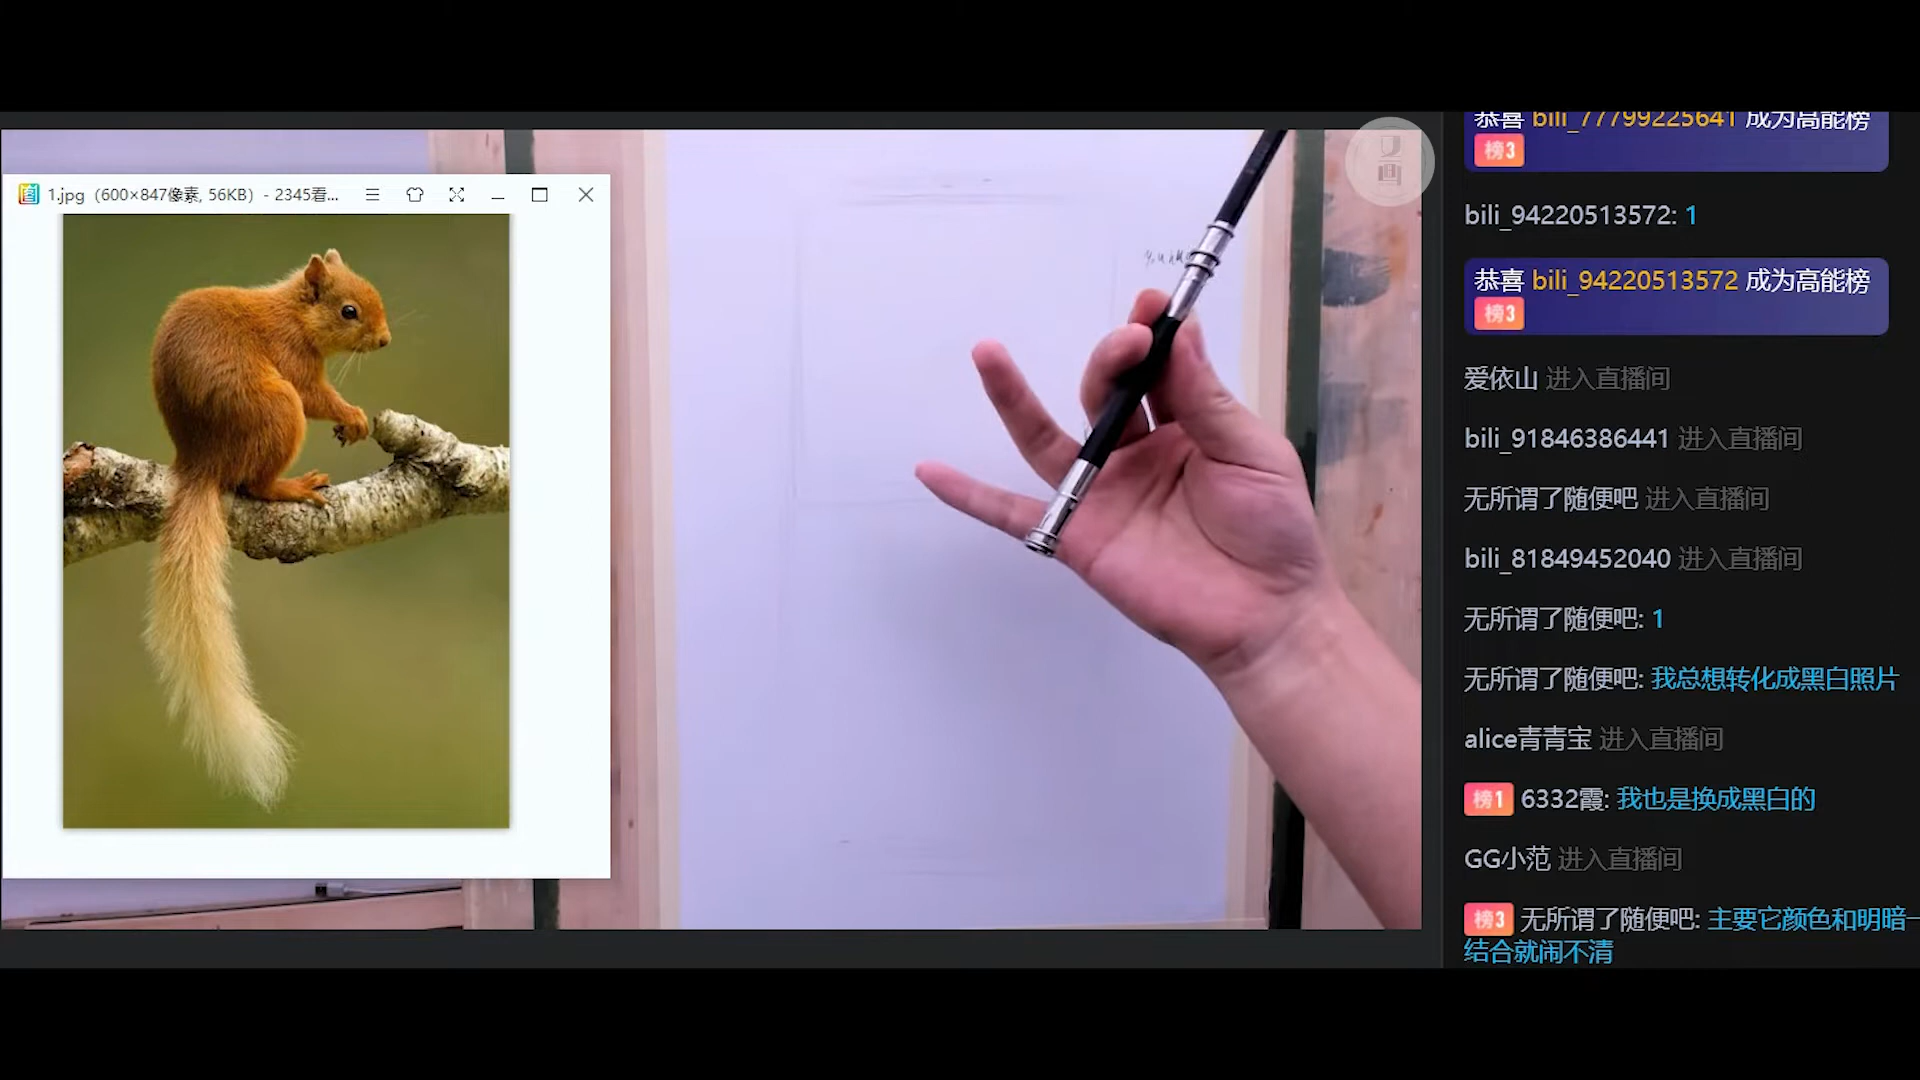 1.jpg (600×847像素, 56KB) - 2345看...
恭喜 bili_77799225641 成为高能榜
榜3
bili_94220513572: 1
恭喜 bili_94220513572 成为高能榜
榜3
爱依山 进入直播间
bili_91846386441 进入直播间
无所谓了随便吧 进入直播间
bili_81849452040 进入直播间
无所谓了随便吧: 1
无所谓了随便吧: 我总想转化成黑白照片
alice青青宝 进入直播间
榜1 6332霞: 我也是换成黑白的
GG小范 进入直播间
榜3 无所谓了随便吧: 主要它颜色和明暗一
结合就闹不清